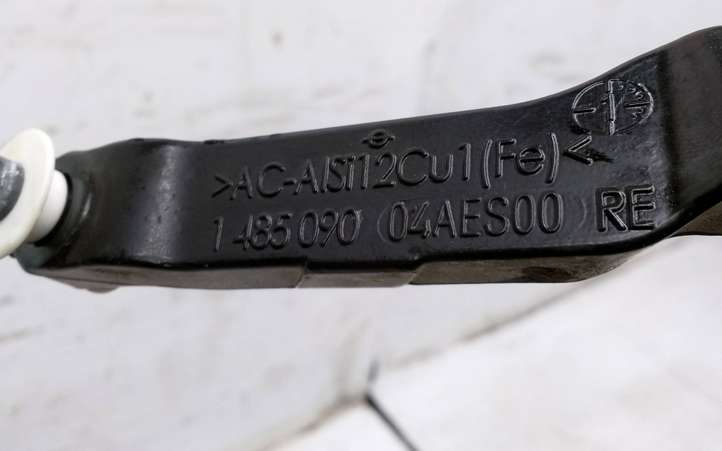 >AC-AlSi12Cu1(Fe)<
1 485 090 04AES00 RE